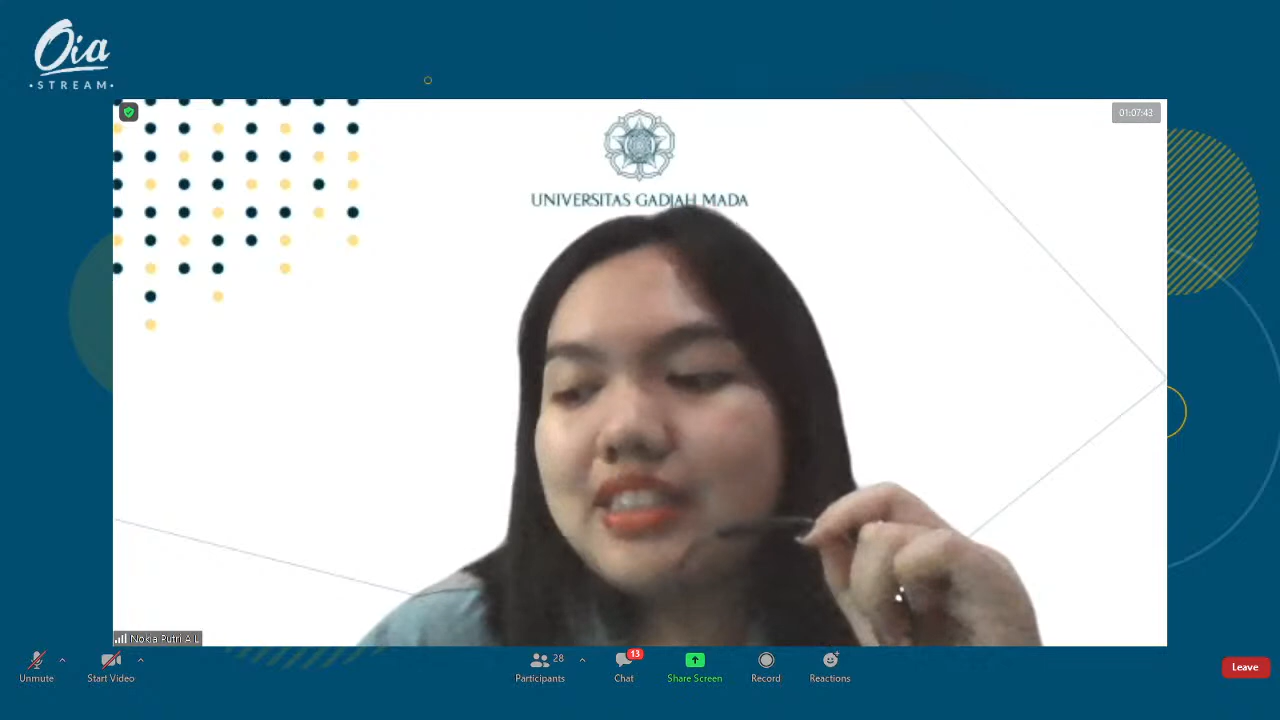 Oia
• STREAM •
01:07:43
UNIVERSITAS GADJAH MADA
Nokia Putri A L
Unmute
Start Video
28
Participants
13
Chat
Share Screen
Record
Reactions
Leave